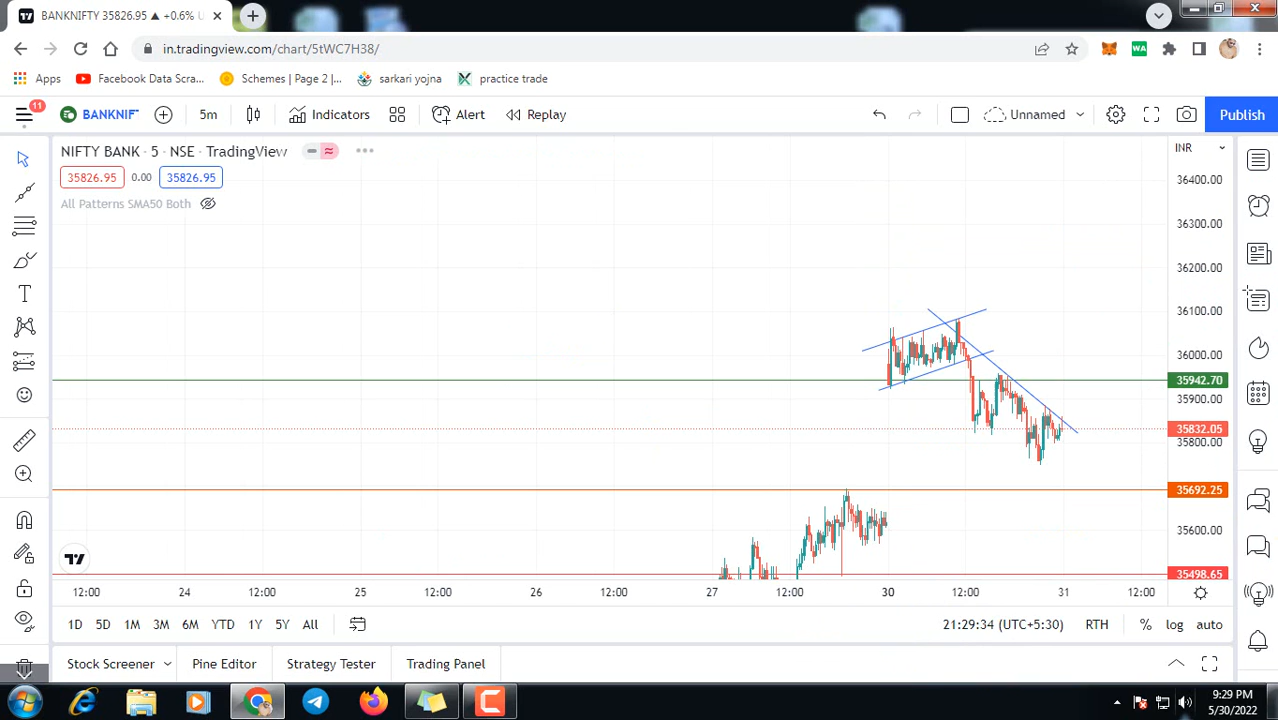 BANKNIFTY 35826.95 ▲ +0.6%
in.tradingview.com/chart/5tWC7H38/
Apps Facebook Data Scra... Schemes | Page 2 |... sarkari yojna practice trade
11
BANKNIF 5m Indicators Alert Replay Unnamed Publish
NIFTY BANK · 5 · NSE · TradingView
INR
35826.95 0.00 35826.95
All Patterns SMA50 Both
36400.00
36300.00
36200.00
36100.00
36000.00
35942.70
35900.00
35832.05
35800.00
35692.25
35600.00
35498.65
12:00 24 12:00 25 12:00 26 12:00 27 12:00 30 12:00 31 12:00
1D 5D 1M 3M 6M YTD 1Y 5Y All 21:29:34 (UTC+5:30) RTH % log auto
Stock Screener Pine Editor Strategy Tester Trading Panel
9:29 PM
5/30/2022